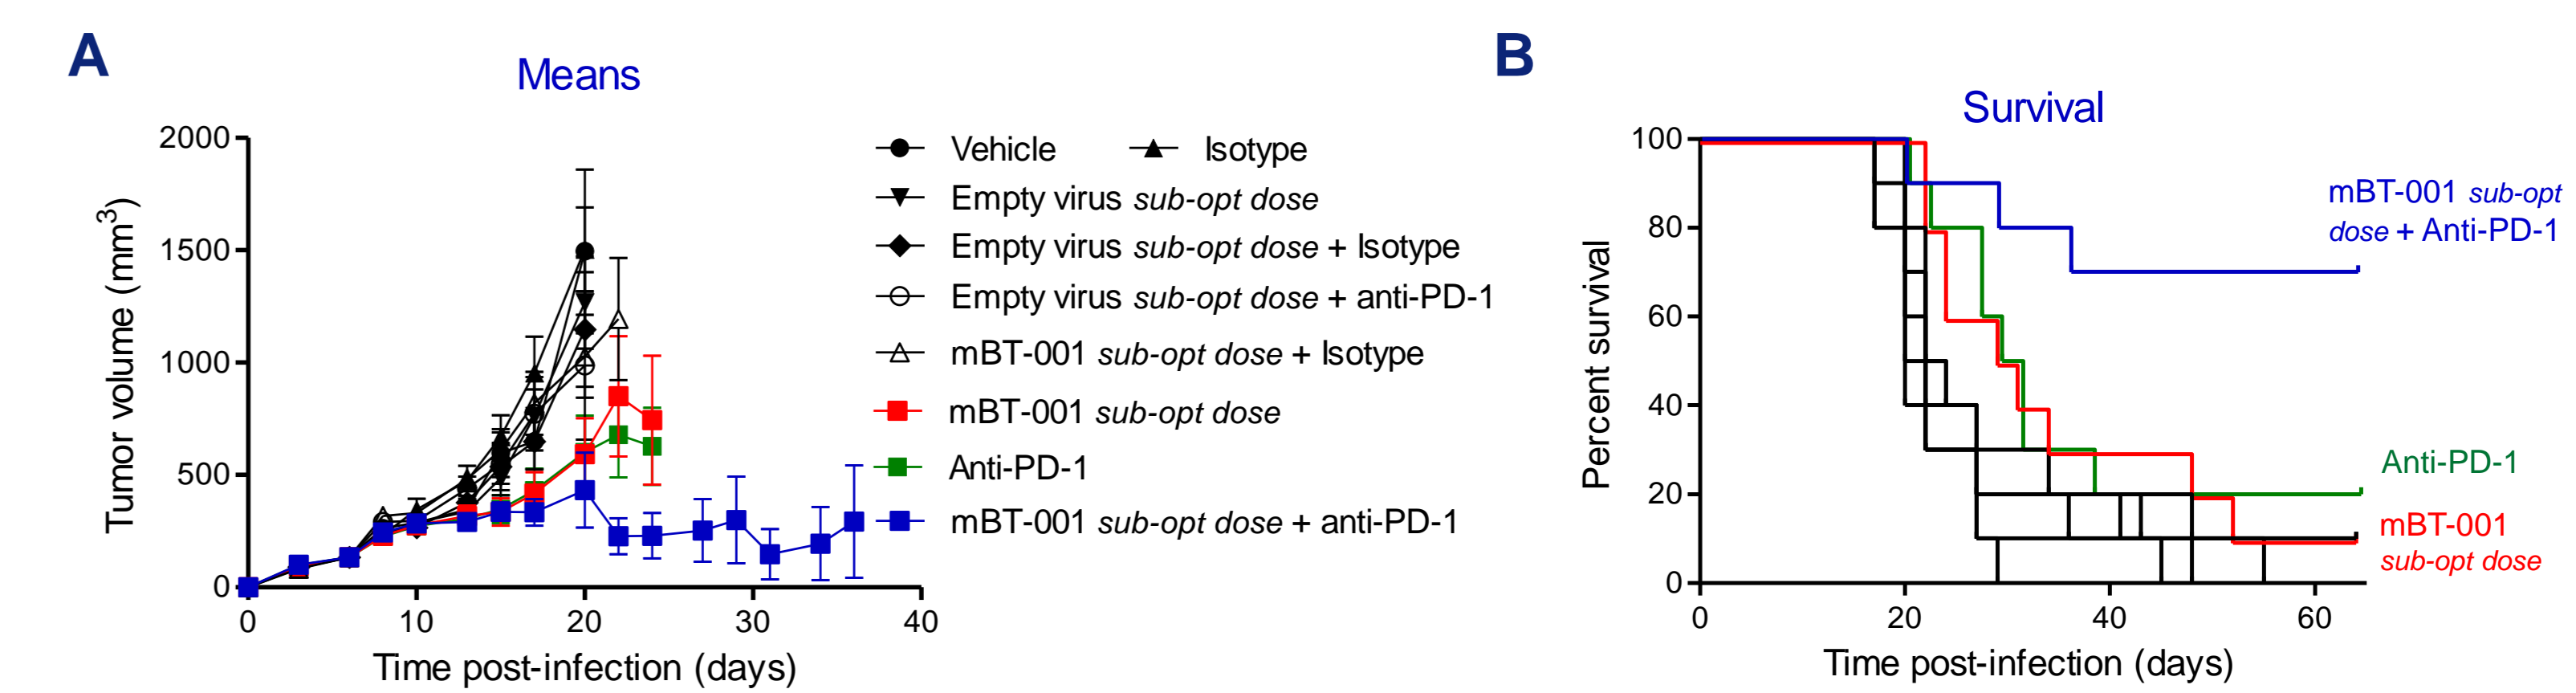 A
Means
2000
1500
1000
500
0
0 10 20 30 40
Tumor volume (mm³)
Time post-infection (days)
Vehicle Isotype
Empty virus sub-opt dose
Empty virus sub-opt dose + Isotype
Empty virus sub-opt dose + anti-PD-1
mBT-001 sub-opt dose + Isotype
mBT-001 sub-opt dose
Anti-PD-1
mBT-001 sub-opt dose + anti-PD-1
B
Survival
100
80
60
40
20
0
0 20 40 60
Percent survival
Time post-infection (days)
mBT-001 sub-opt
dose + Anti-PD-1
Anti-PD-1
mBT-001
sub-opt dose